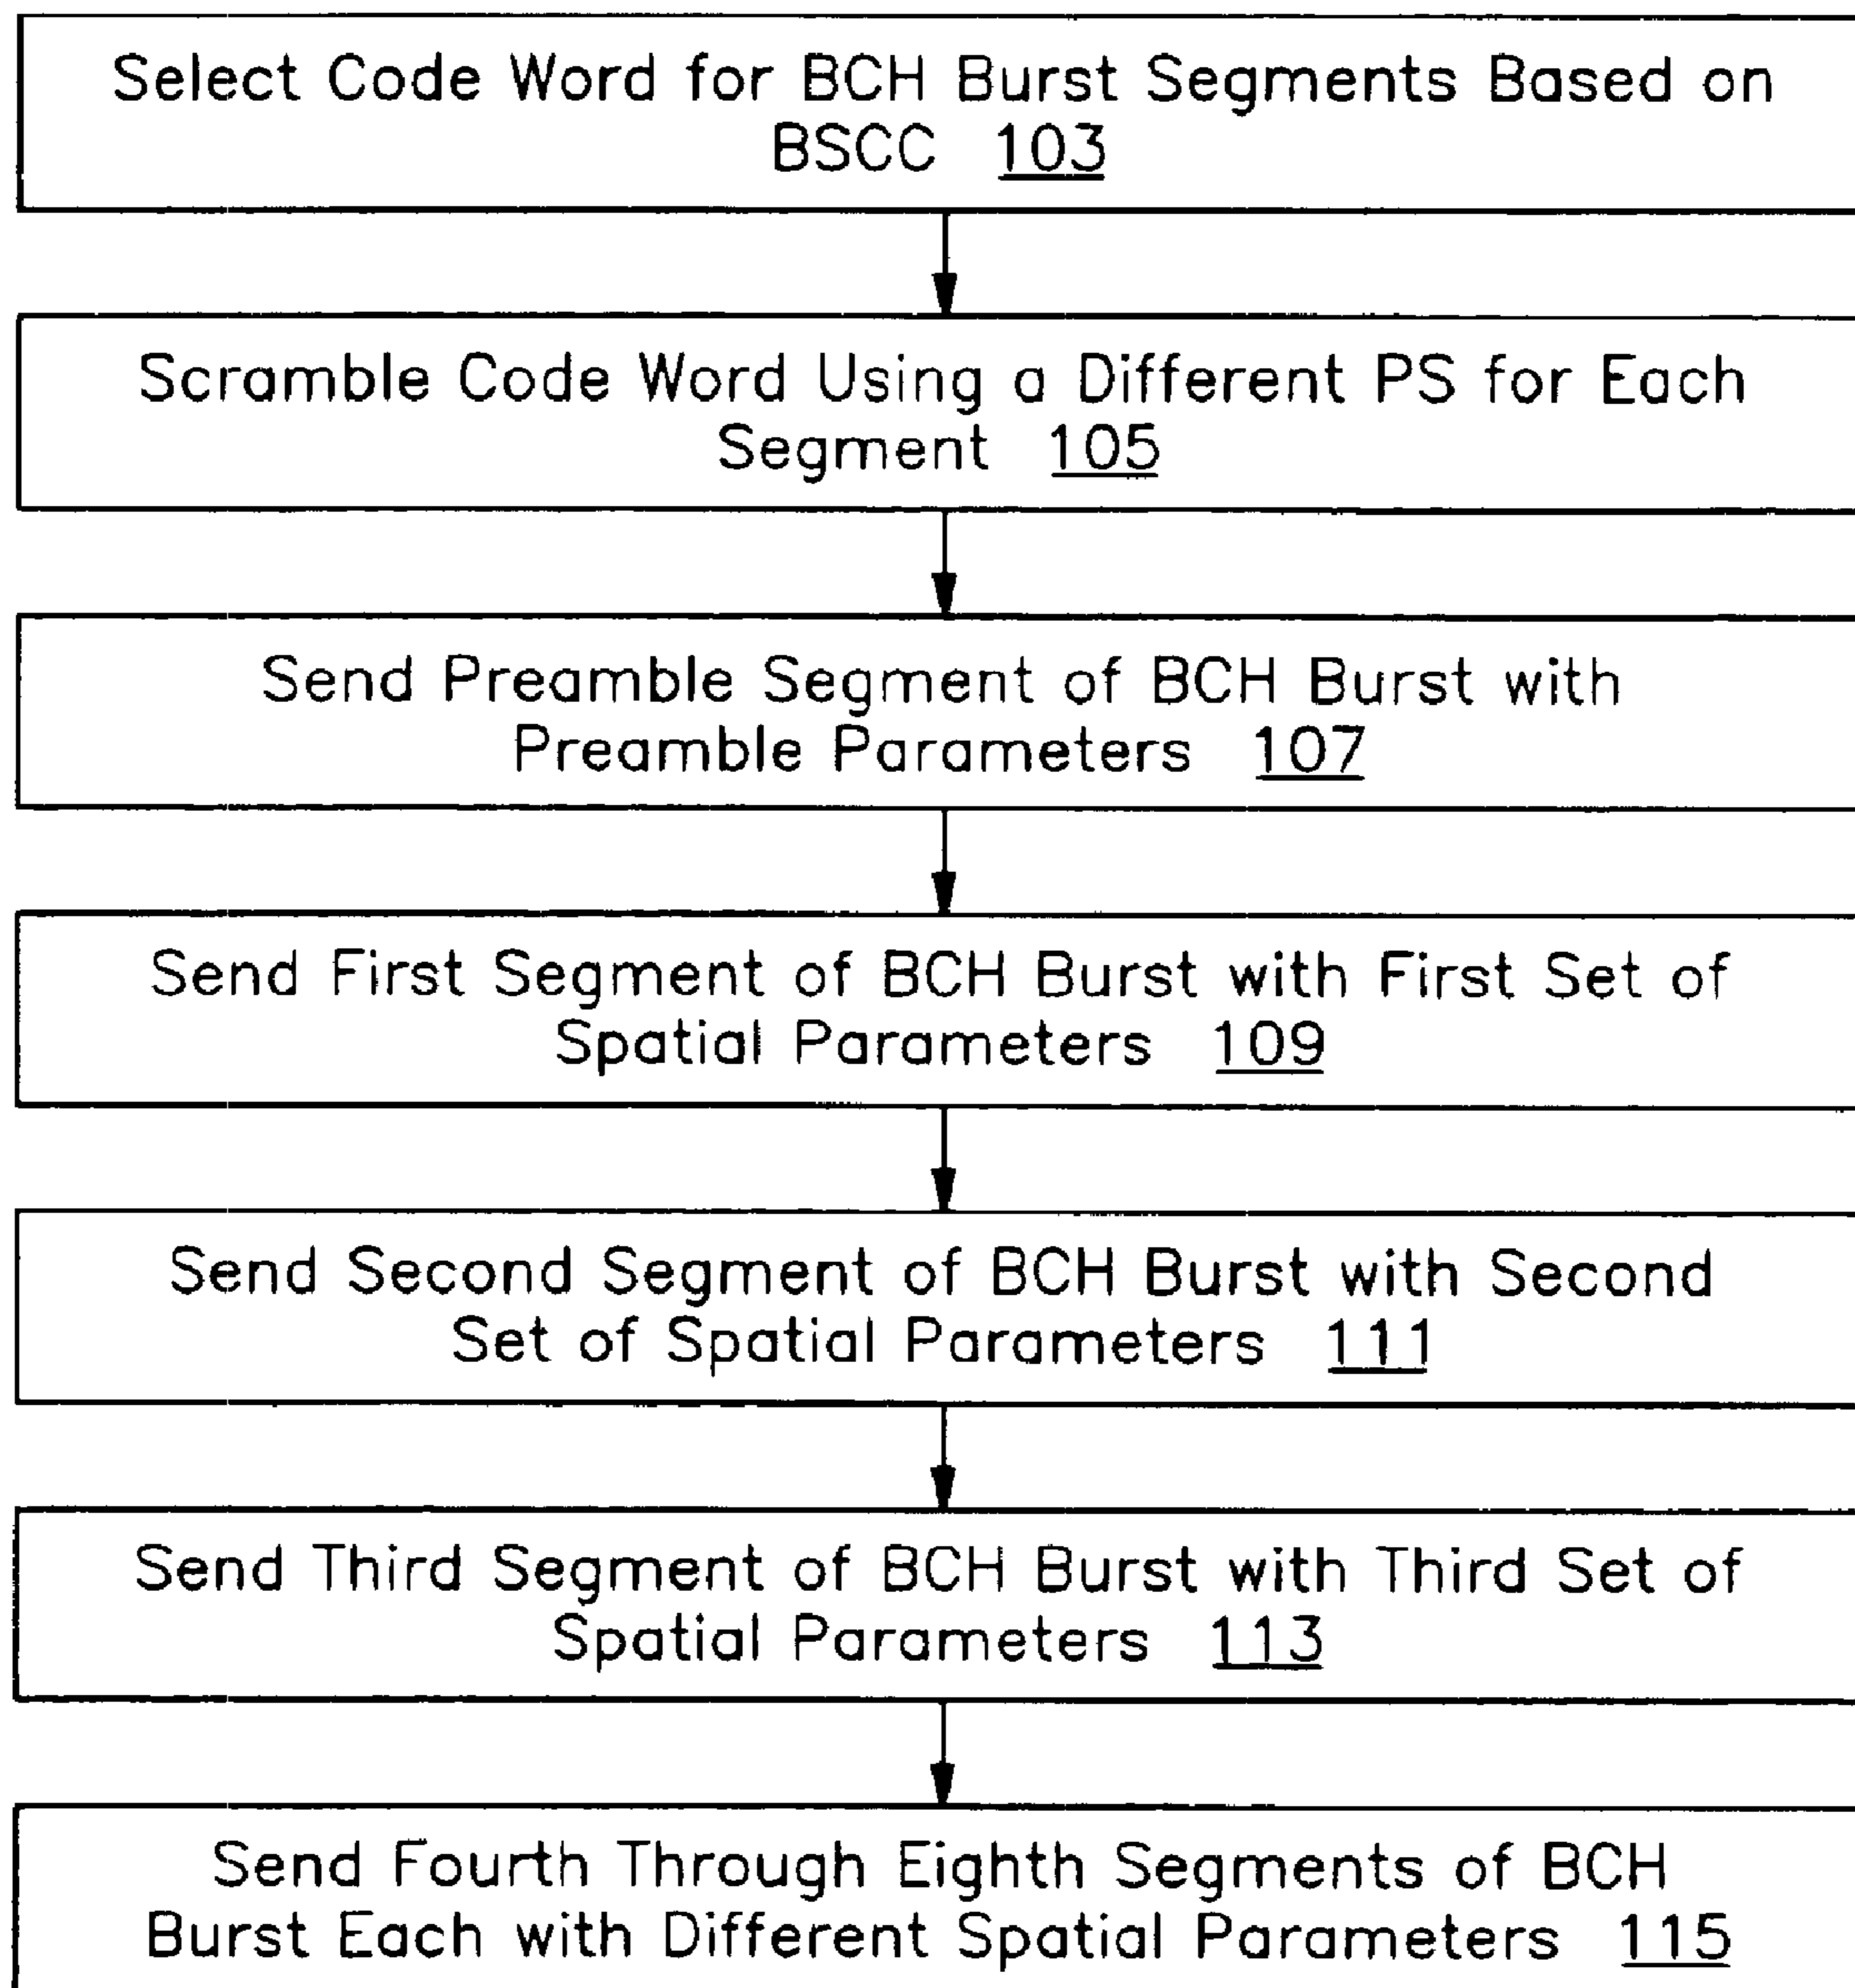 Select Code Word for BCH Burst Segments Based on
BSCC 103
Scramble Code Word Using a Different PS for Each
Segment 105
Send Preamble Segment of BCH Burst with
Preamble Parameters 107
Send First Segment of BCH Burst with First Set of
Spatial Parameters 109
Send Second Segment of BCH Burst with Second
Set of Spatial Parameters 111
Send Third Segment of BCH Burst with Third Set of
Spatial Parameters 113
Send Fourth Through Eighth Segments of BCH
Burst Each with Different Spatial Parameters 115